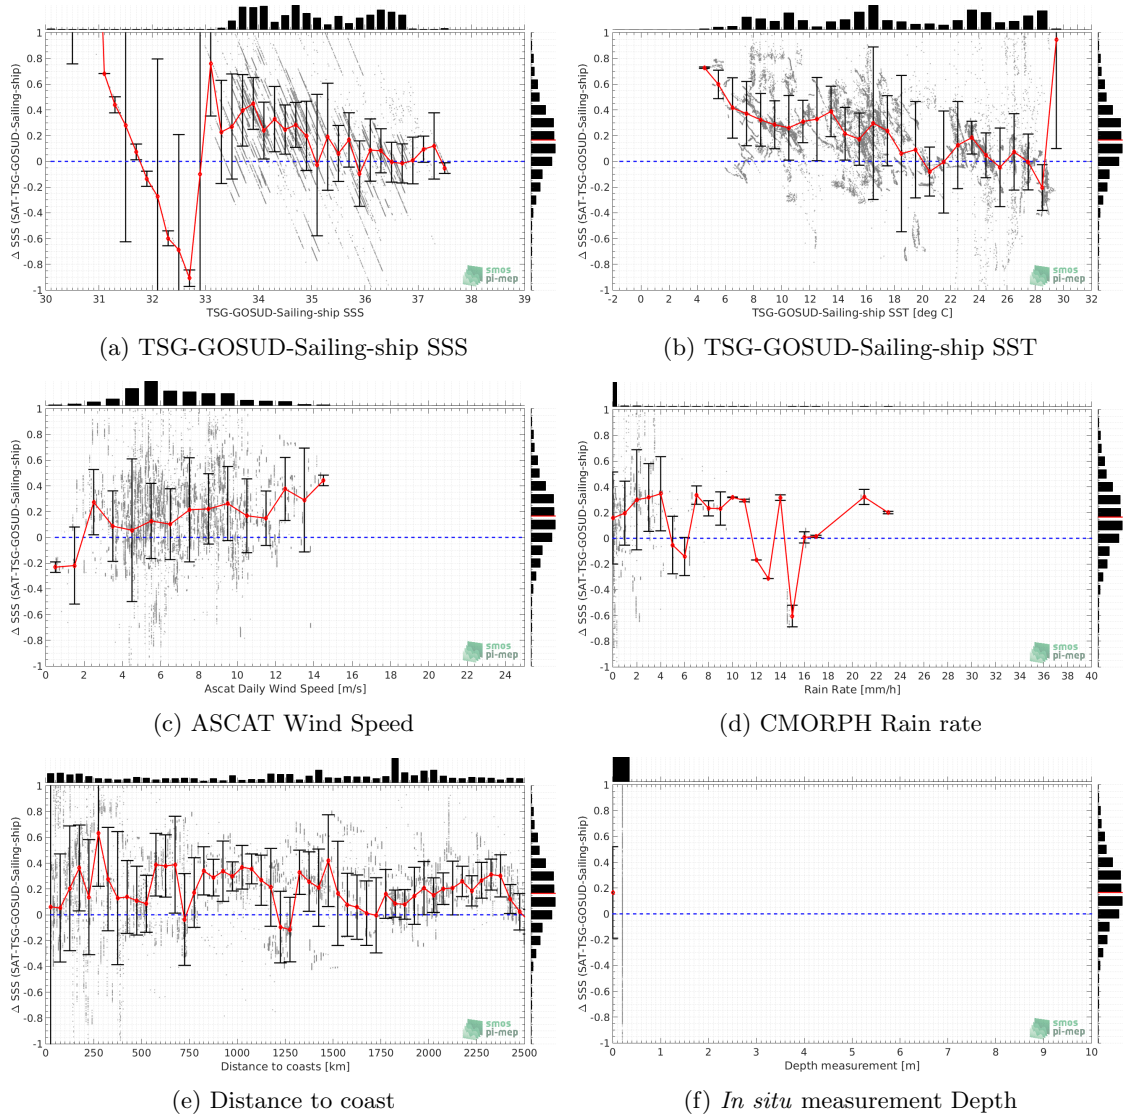 Δ SSS (SAT-TSG-GOSUD-Sailing-ship)
1
0.8
0.6
0.4
0.2
0
-0.2
-0.4
-0.6
-0.8
-1
30 31 32 33 34 35 36 37 38 39
TSG-GOSUD-Sailing-ship SSS
smos
pi-mep
(a) TSG-GOSUD-Sailing-ship SSS
Δ SSS (SAT-TSG-GOSUD-Sailing-ship)
1
0.8
0.6
0.4
0.2
0
-0.2
-0.4
-0.6
-0.8
-1
-2 0 2 4 6 8 10 12 14 16 18 20 22 24 26 28 30 32
TSG-GOSUD-Sailing-ship SST [deg C]
smos
pi-mep
(b) TSG-GOSUD-Sailing-ship SST
Δ SSS (SAT-TSG-GOSUD-Sailing-ship)
1
0.8
0.6
0.4
0.2
0
-0.2
-0.4
-0.6
-0.8
-1
0 2 4 6 8 10 12 14 16 18 20 22 24
Ascat Daily Wind Speed [m/s]
smos
pi-mep
(c) ASCAT Wind Speed
Δ SSS (SAT-TSG-GOSUD-Sailing-ship)
1
0.8
0.6
0.4
0.2
0
-0.2
-0.4
-0.6
-0.8
-1
0 2 4 6 8 10 12 14 16 18 20 22 24 26 28 30 32 34 36 38 40
Rain Rate [mm/h]
smos
pi-mep
(d) CMORPH Rain rate
Δ SSS (SAT-TSG-GOSUD-Sailing-ship)
1
0.8
0.6
0.4
0.2
0
-0.2
-0.4
-0.6
-0.8
-1
0 250 500 750 1000 1250 1500 1750 2000 2250 2500
Distance to coasts [km]
smos
pi-mep
(e) Distance to coast
Δ SSS (SAT-TSG-GOSUD-Sailing-ship)
1
0.8
0.6
0.4
0.2
0
-0.2
-0.4
-0.6
-0.8
-1
0 1 2 3 4 5 6 7 8 9 10
Depth measurement [m]
smos
pi-mep
(f) In situ measurement Depth